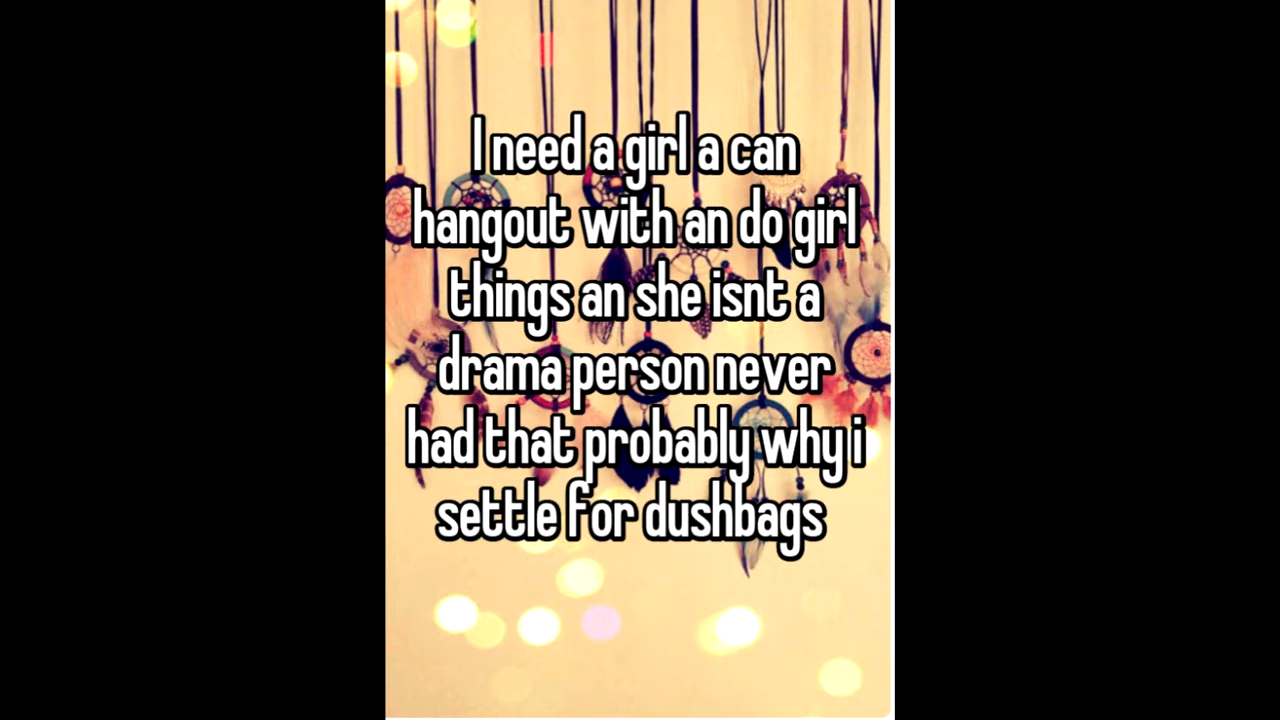 I need a girl a can
hangout with an do girl
things an she isnt a
drama person never
had that probably why i
settle for dushbags